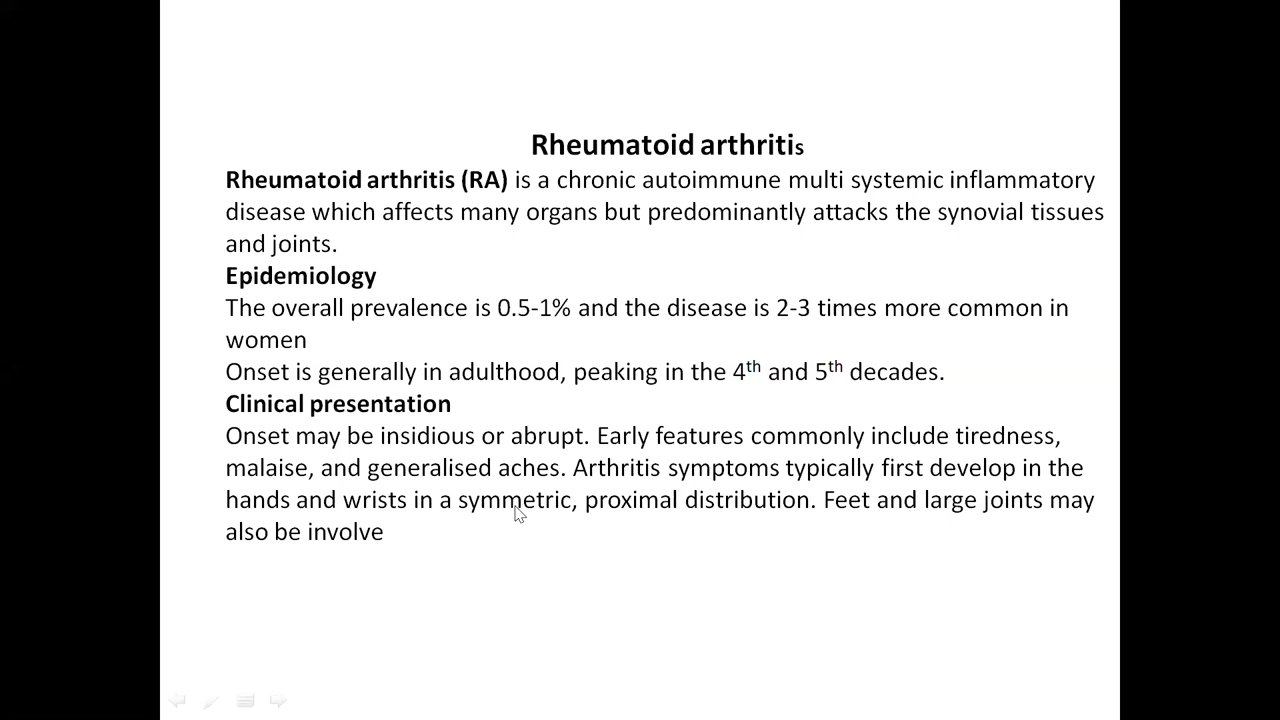 Rheumatoid arthritis
Rheumatoid arthritis (RA) is a chronic autoimmune multi systemic inflammatory
disease which affects many organs but predominantly attacks the synovial tissues
and joints.
Epidemiology
The overall prevalence is 0.5-1% and the disease is 2-3 times more common in
women
Onset is generally in adulthood, peaking in the 4th and 5th decades.
Clinical presentation
Onset may be insidious or abrupt. Early features commonly include tiredness,
malaise, and generalised aches. Arthritis symptoms typically first develop in the
hands and wrists in a symmetric, proximal distribution. Feet and large joints may
also be involve